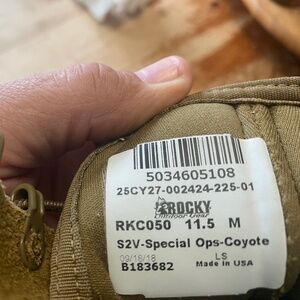 5034605108
25CY27-002424-225-01
ROCKY
Outdoor Gear
RKC050 11.5 M
S2V-Special Ops-Coyote
09/18/18 LS
B183682 Made in USA